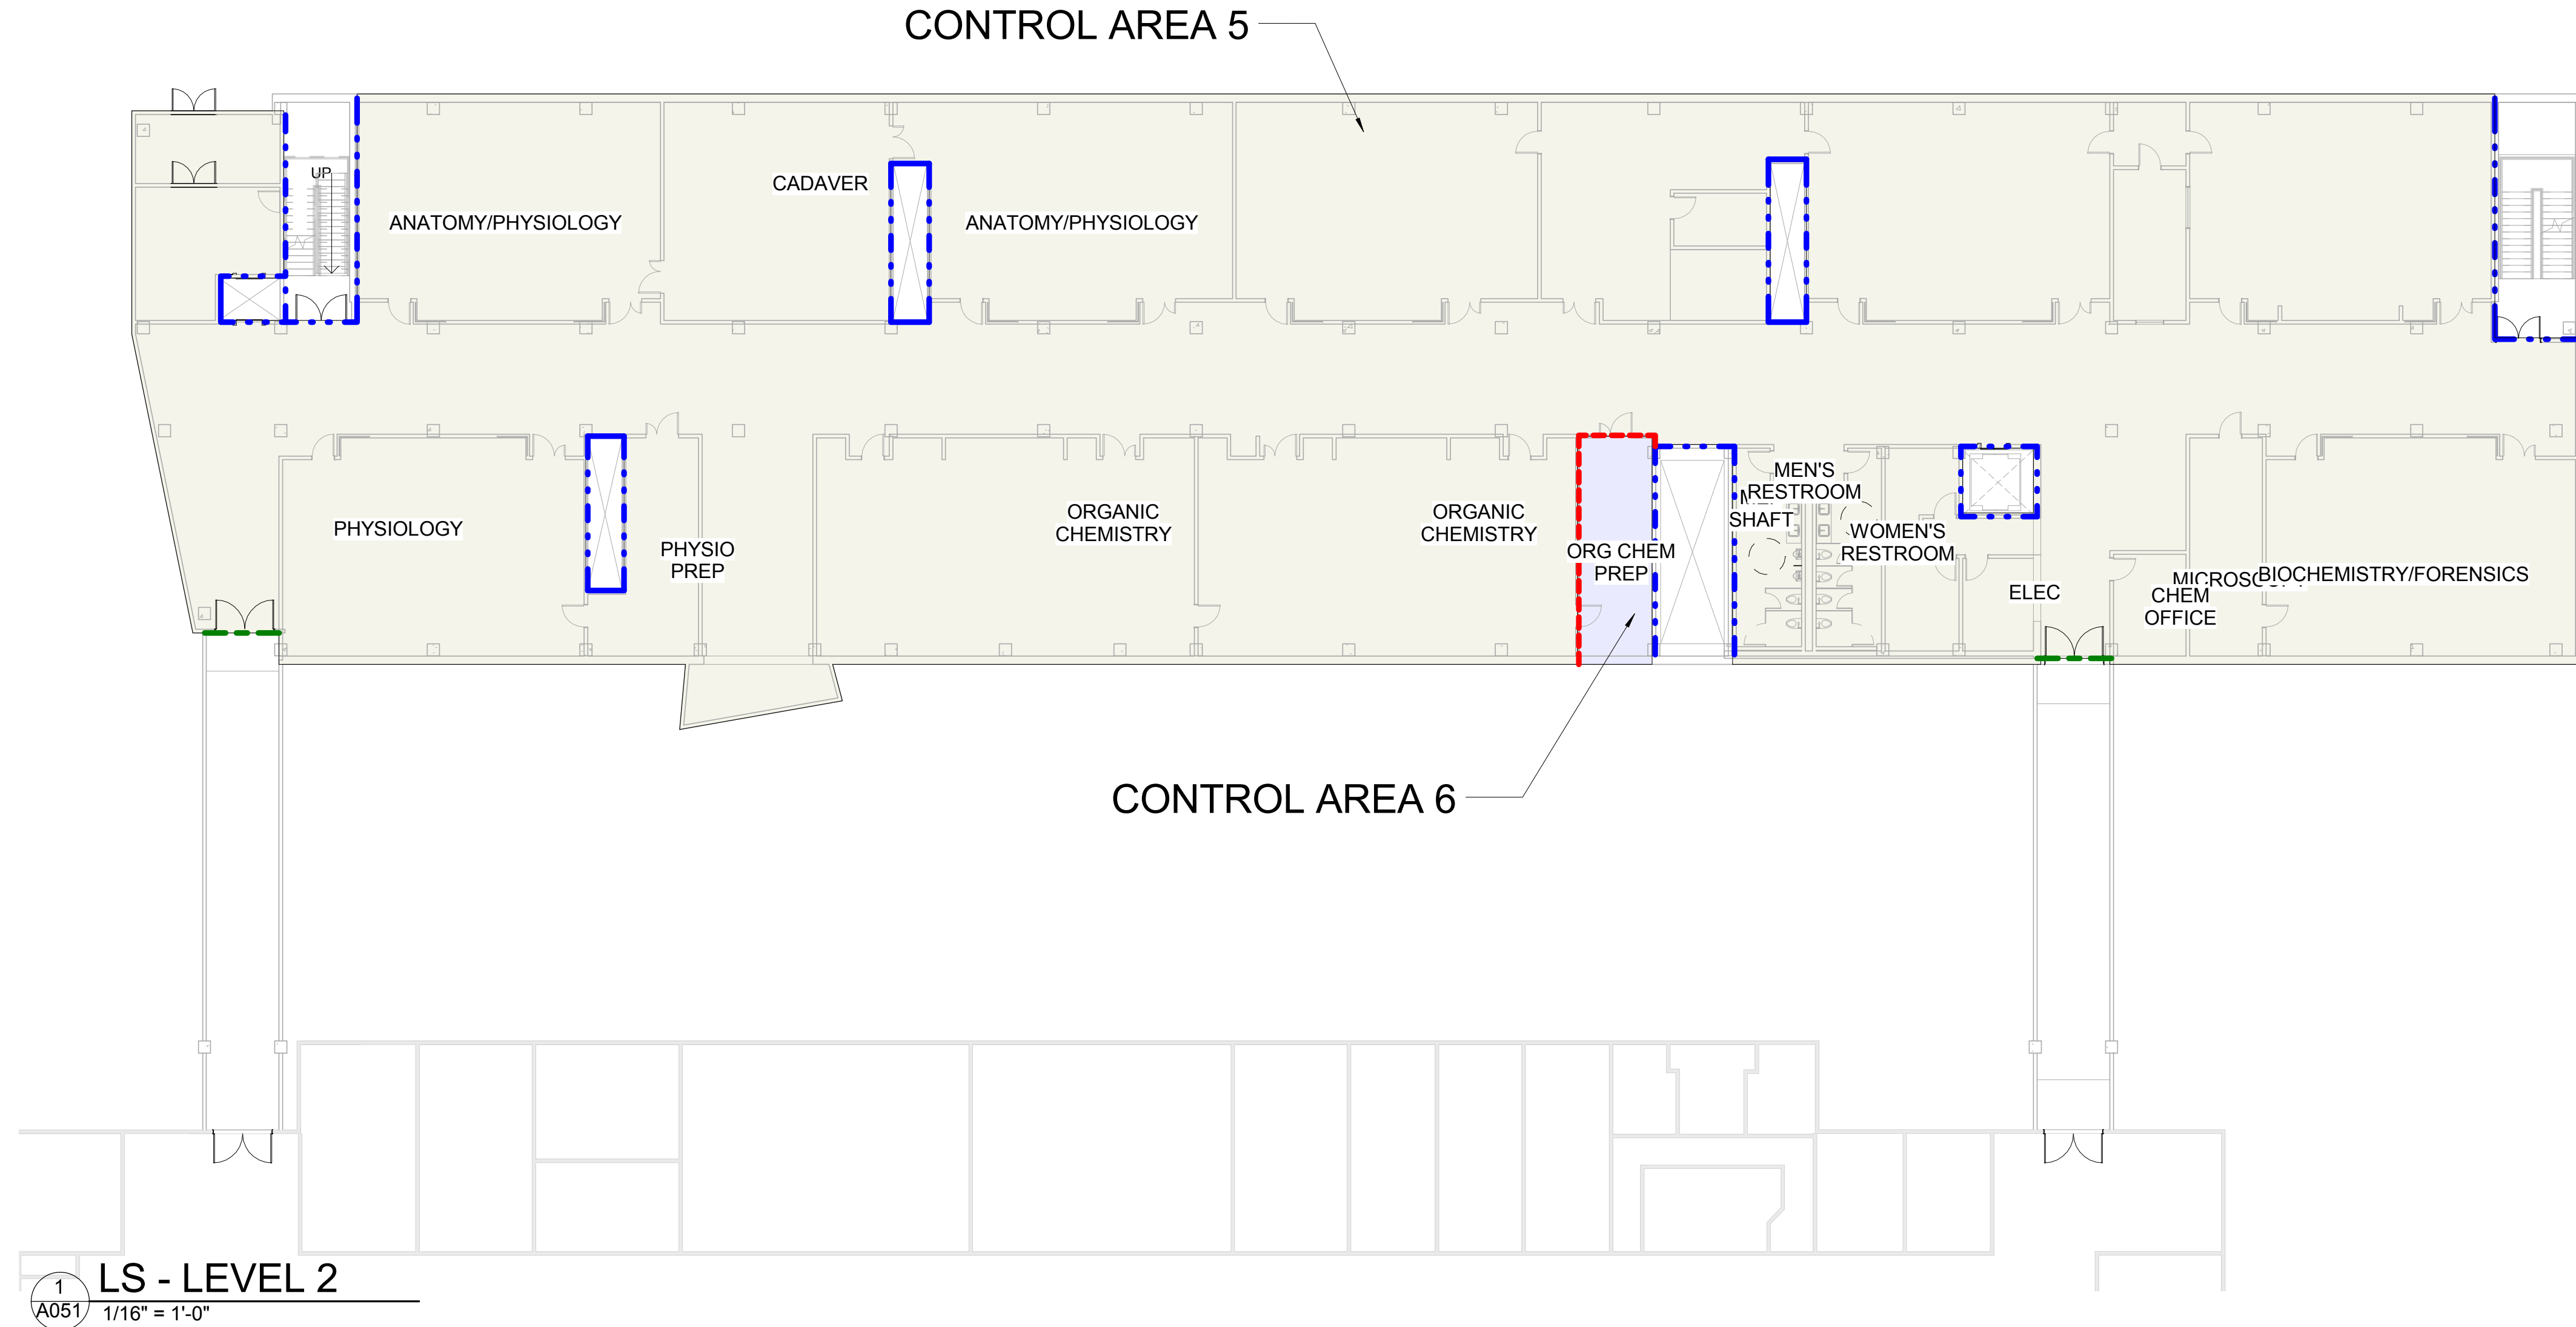 CONTROL AREA 5
UP
CADAVER
ANATOMY/PHYSIOLOGY
ANATOMY/PHYSIOLOGY
MEN'S
RESTROOM
SHAFT
PHYSIOLOGY
ORGANIC
CHEMISTRY
ORGANIC
CHEMISTRY
WOMEN'S
RESTROOM
PHYSIO
PREP
ORG CHEM
PREP
BIOCHEMISTRY/FORENSICS
ELEC
CHEM
OFFICE
CONTROL AREA 6
1
A051
LS - LEVEL 2
1/16" = 1'-0"